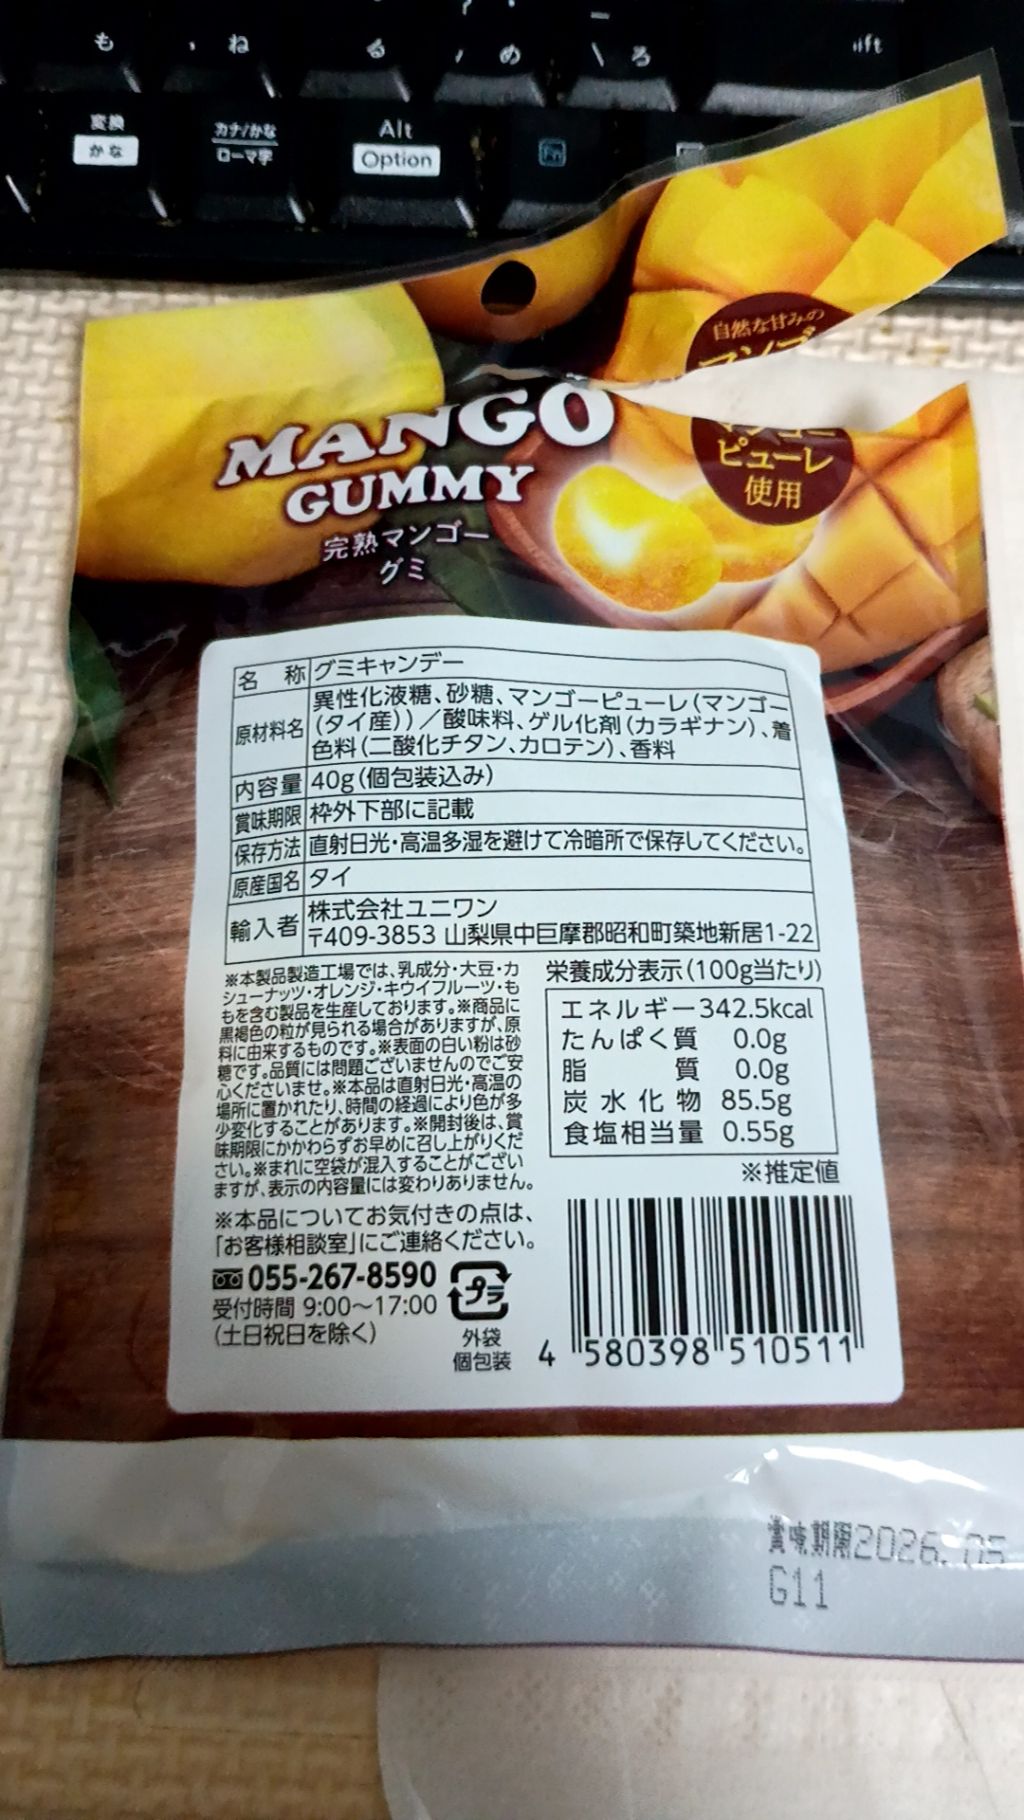 も
、 ね
る
／ め
\ ろ
ift
変換
かな
カナ/かな
ローマ字
Alt
Option
Fn
自然な甘みの
マンゴー
ピューレ
使用
MANGO
GUMMY
完熟マンゴー
グミ
名 称 グミキャンデー
原材料名 異性化液糖、砂糖、マンゴーピューレ(マンゴー
(タイ産))／酸味料、ゲル化剤(カラギナン)、着
色料(二酸化チタン、カロテン)、香料
内容量 40g(個包装込み)
賞味期限 枠外下部に記載
保存方法 直射日光・高温多湿を避けて冷暗所で保存してください。
原産国名 タイ
輸入者 株式会社ユニワン
〒409-3853 山梨県中巨摩郡昭和町築地新居1-22
※本製品製造工場では、乳成分・大豆・カ
シューナッツ・オレンジ・キウイフルーツ・も
もを含む製品を生産しております。※商品に
黒褐色の粒が見られる場合がありますが、原
料に由来するものです。※表面の白い粉は砂
糖です。品質には問題ございませんのでご安
心くださいませ。※本品は直射日光・高温の
場所に置かれたり、時間の経過により色が多
少変化することがあります。※開封後は、賞
味期限にかかわらずお早めに召し上がりくだ
さい。※まれに空袋が混入することがござい
ますが、表示の内容量には変わりありません。
※本品についてお気付きの点は、
「お客様相談室」にご連絡ください。
055-267-8590
受付時間 9:00～17:00
(土日祝日を除く)
プラ
外袋
個包装
栄養成分表示(100g当たり)
エネルギー 342.5kcal
たんぱく質 0.0g
脂 質 0.0g
炭水化物 85.5g
食塩相当量 0.55g
※推定値
4 580398 510511
賞味期限2026.05
G11